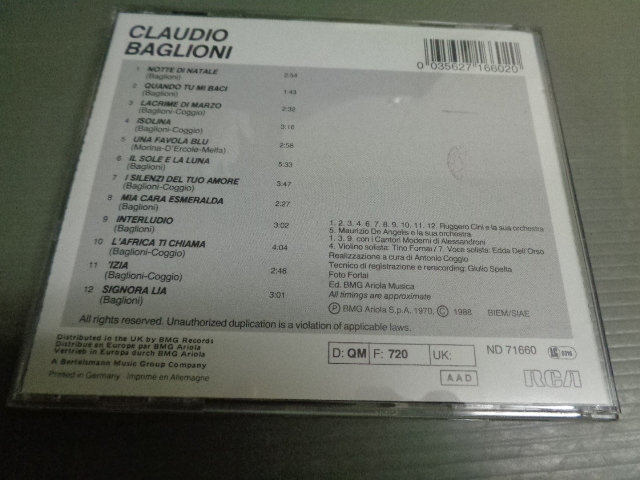 CLAUDIO
BAGLIONI
0 035627 166020
1 NOTTE DI NATALE 2:54
(Baglioni)
2 QUANDO TU MI BACI 1:43
(Baglioni)
3 LACRIME DI MARZO 2:32
(Baglioni-Coggio)
4 ISOLINA 3:16
(Baglioni-Coggio)
5 UNA FAVOLA BLU 2:56
(Morina-D'Ercole-Melfa)
6 IL SOLE E LA LUNA 5:33
(Baglioni)
7 I SILENZI DEL TUO AMORE 3:47
(Baglioni-Coggio)
8 MIA CARA ESMERALDA 2:27
(Baglioni)
9 INTERLUDIO 3:02
(Baglioni)
10 L'AFRICA TI CHIAMA 4:04
(Baglioni-Coggio)
11 'IZIA 2:46
(Baglioni-Coggio)
12 SIGNORA LIA 3:01
(Baglioni)
1. 2. 3. 4. 6. 7. 8. 9. 10. 11. 12. Ruggero Cini e la sua orchestra
5. Maurizio De Angelis e la sua orchestra
1. 3. 9. con i Cantori Moderni di Alessandroni
4. Violino solista: Tino Fornai / 7. Voce solista: Edda Dell'Orso
Realizzazione a cura di Antonio Coggio
Tecnico di registrazione e rerecording: Giulio Spelta
Foto Forlai
Ed. BMG Ariola Musica
All timings are approximate
Ⓟ BMG Ariola S.p.A. 1970, © 1988 BIEM/SIAE
All rights reserved. Unauthorized duplication is a violation of applicable laws.
Distributed in the UK by BMG Records
Distribue en Europe par BMG Ariola
Vertrieb in Europa durch BMG Ariola
A Bertelsmann Music Group Company
Printed in Germany Imprimé en Allemagne
D: QM F: 720 UK:
AAD
ND 71660
RCA